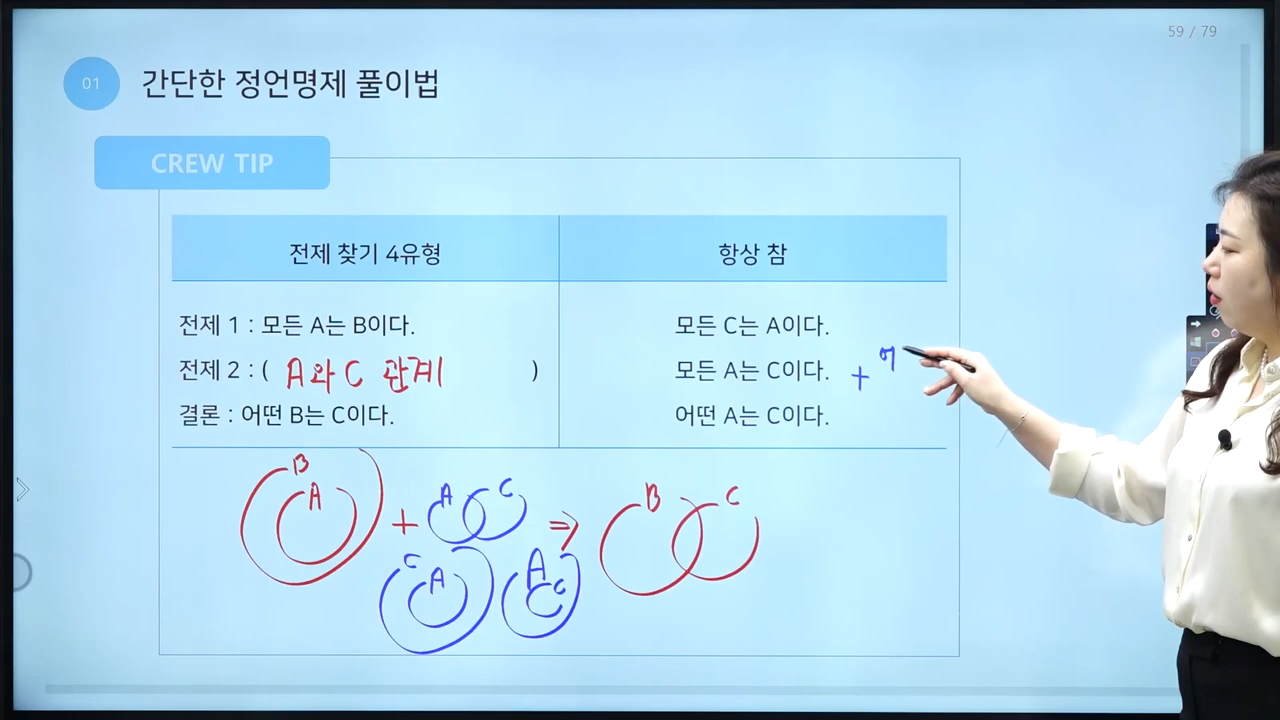 59 / 79
01 간단한 정언명제 풀이법
CREW TIP
전제 찾기 4유형
항상 참
전제 1 : 모든 A는 B이다.
모든 C는 A이다.
전제 2 : ( A와 C 관계 )
모든 A는 C이다.
+ 어
결론 : 어떤 B는 C이다.
어떤 A는 C이다.
B A + A C ⇒ B C
C A A C